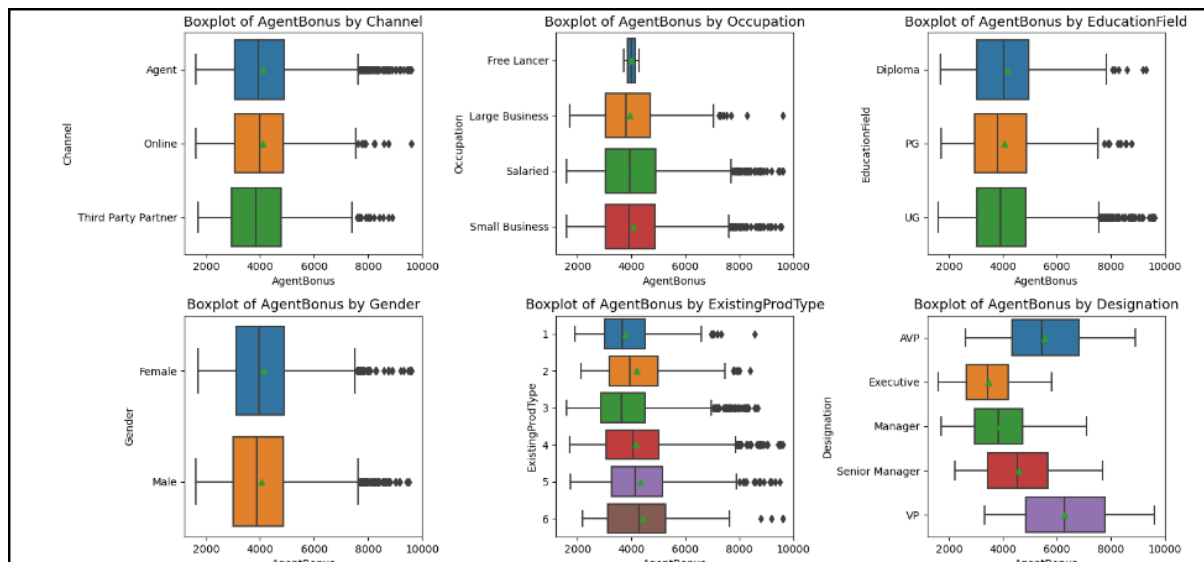 Boxplot of AgentBonus by Channel
Agent
Online
Third Party Partner
Channel
2000 4000 6000 8000 10000
AgentBonus
Boxplot of AgentBonus by Occupation
Free Lancer
Large Business
Salaried
Small Business
Occupation
2000 4000 6000 8000 10000
AgentBonus
Boxplot of AgentBonus by EducationField
Diploma
PG
UG
EducationField
2000 4000 6000 8000 10000
AgentBonus
Boxplot of AgentBonus by Gender
Female
Male
Gender
2000 4000 6000 8000 10000
AgentBonus
Boxplot of AgentBonus by ExistingProdType
1
2
3
4
5
6
ExistingProdType
2000 4000 6000 8000 10000
AgentBonus
Boxplot of AgentBonus by Designation
AVP
Executive
Manager
Senior Manager
VP
Designation
2000 4000 6000 8000 10000
AgentBonus